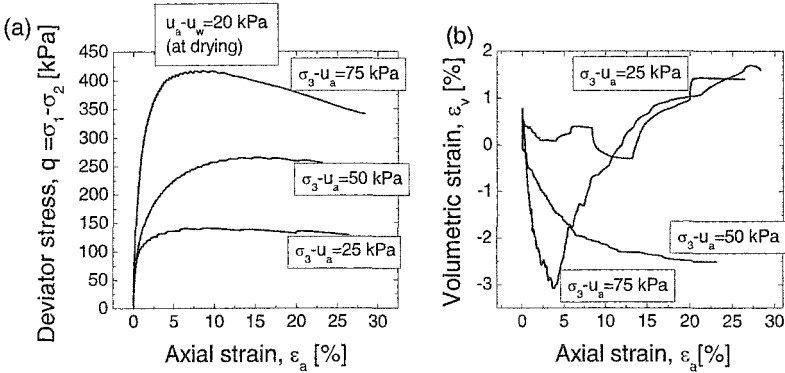 (a)
u_a-u_w=20 kPa
(at drying)
450
400
350
300
250
200
150
100
50
0
Deviator stress, q =σ_1-σ_2 [kPa]
σ_3-u_a=75 kPa
σ_3-u_a=50 kPa
σ_3-u_a=25 kPa
0 5 10 15 20 25 30
Axial strain, ε_a [%]
(b)
2
1
0
-1
-2
-3
Volumetric strain, ε_v [%]
σ_3-u_a=25 kPa
σ_3-u_a=50 kPa
σ_3-u_a=75 kPa
0 5 10 15 20 25 30
Axial strain, ε_a [%]